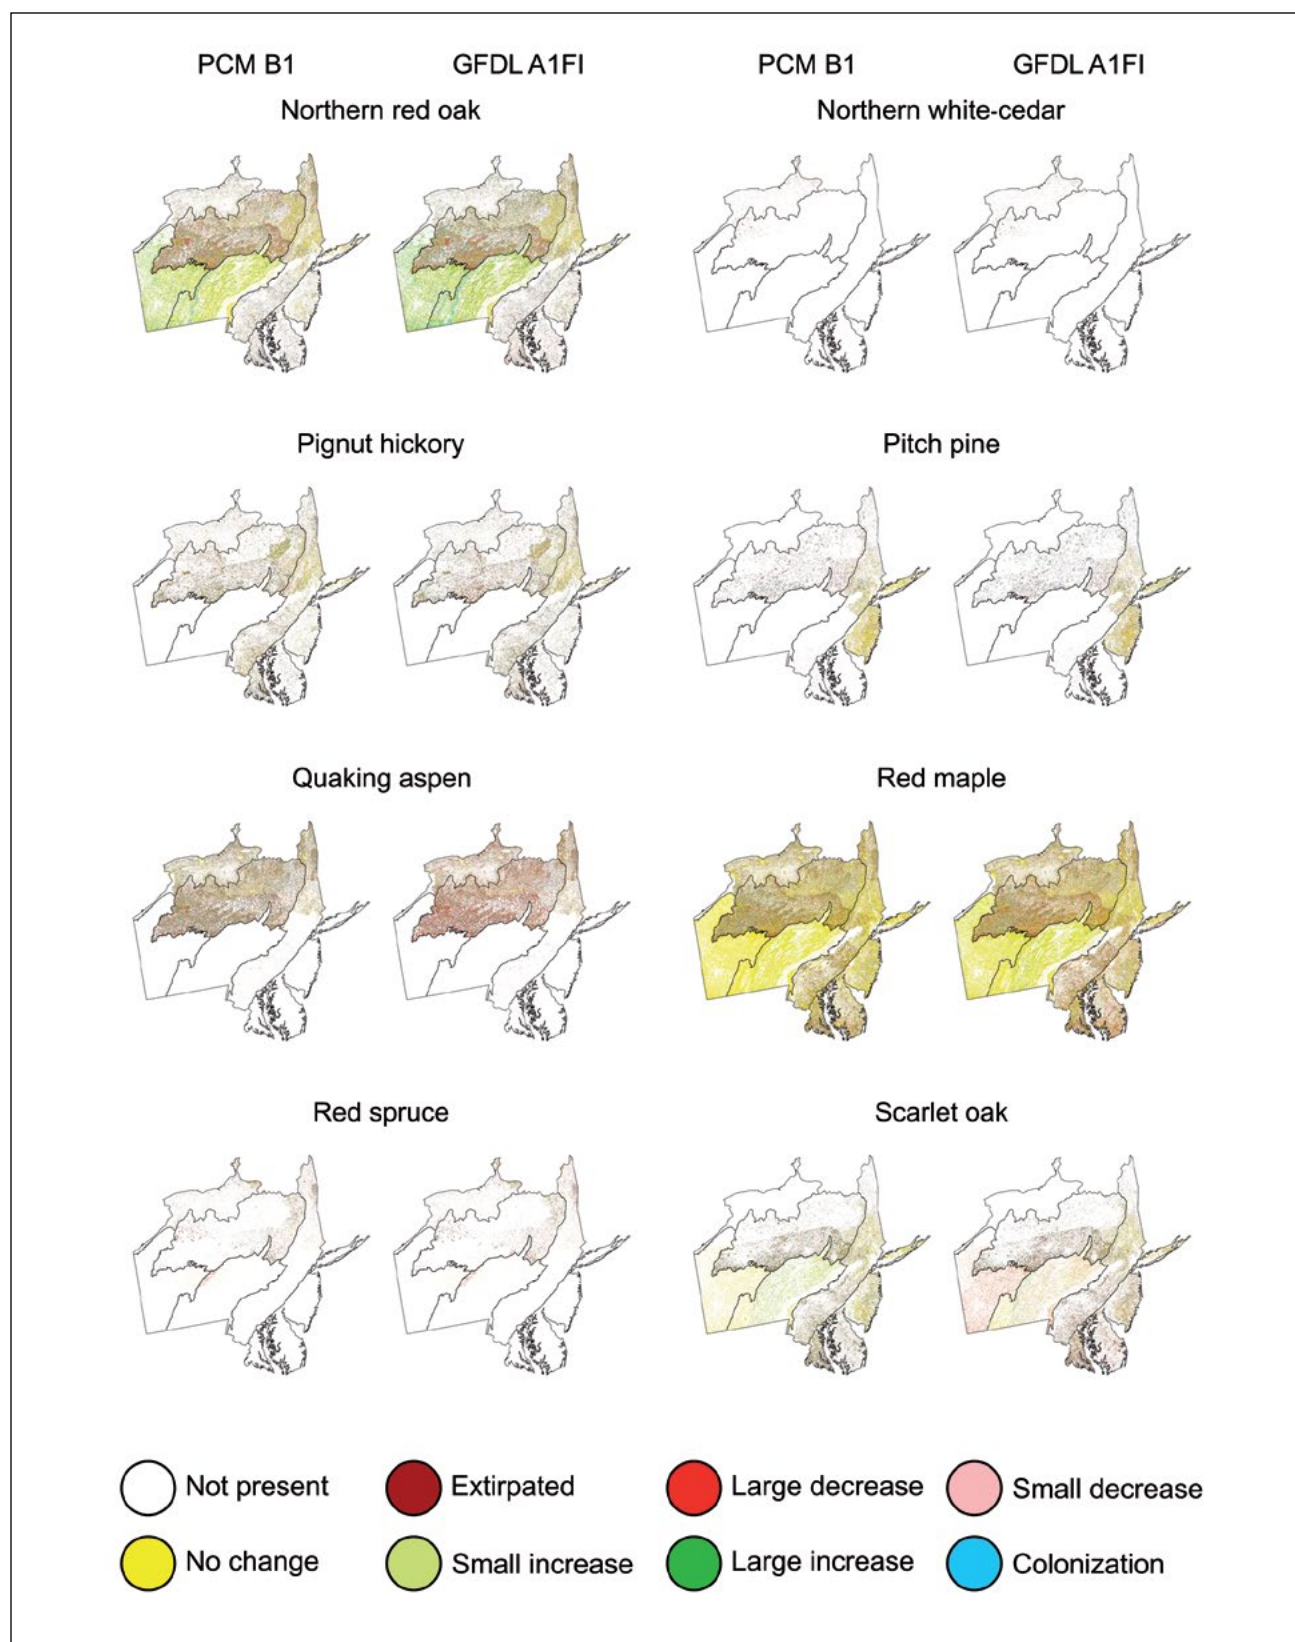 PCM B1 GFDL A1FI PCM B1 GFDL A1FI
Northern red oak Northern white-cedar
Pignut hickory Pitch pine
Quaking aspen Red maple
Red spruce Scarlet oak
Not present Extirpated Large decrease Small decrease
No change Small increase Large increase Colonization